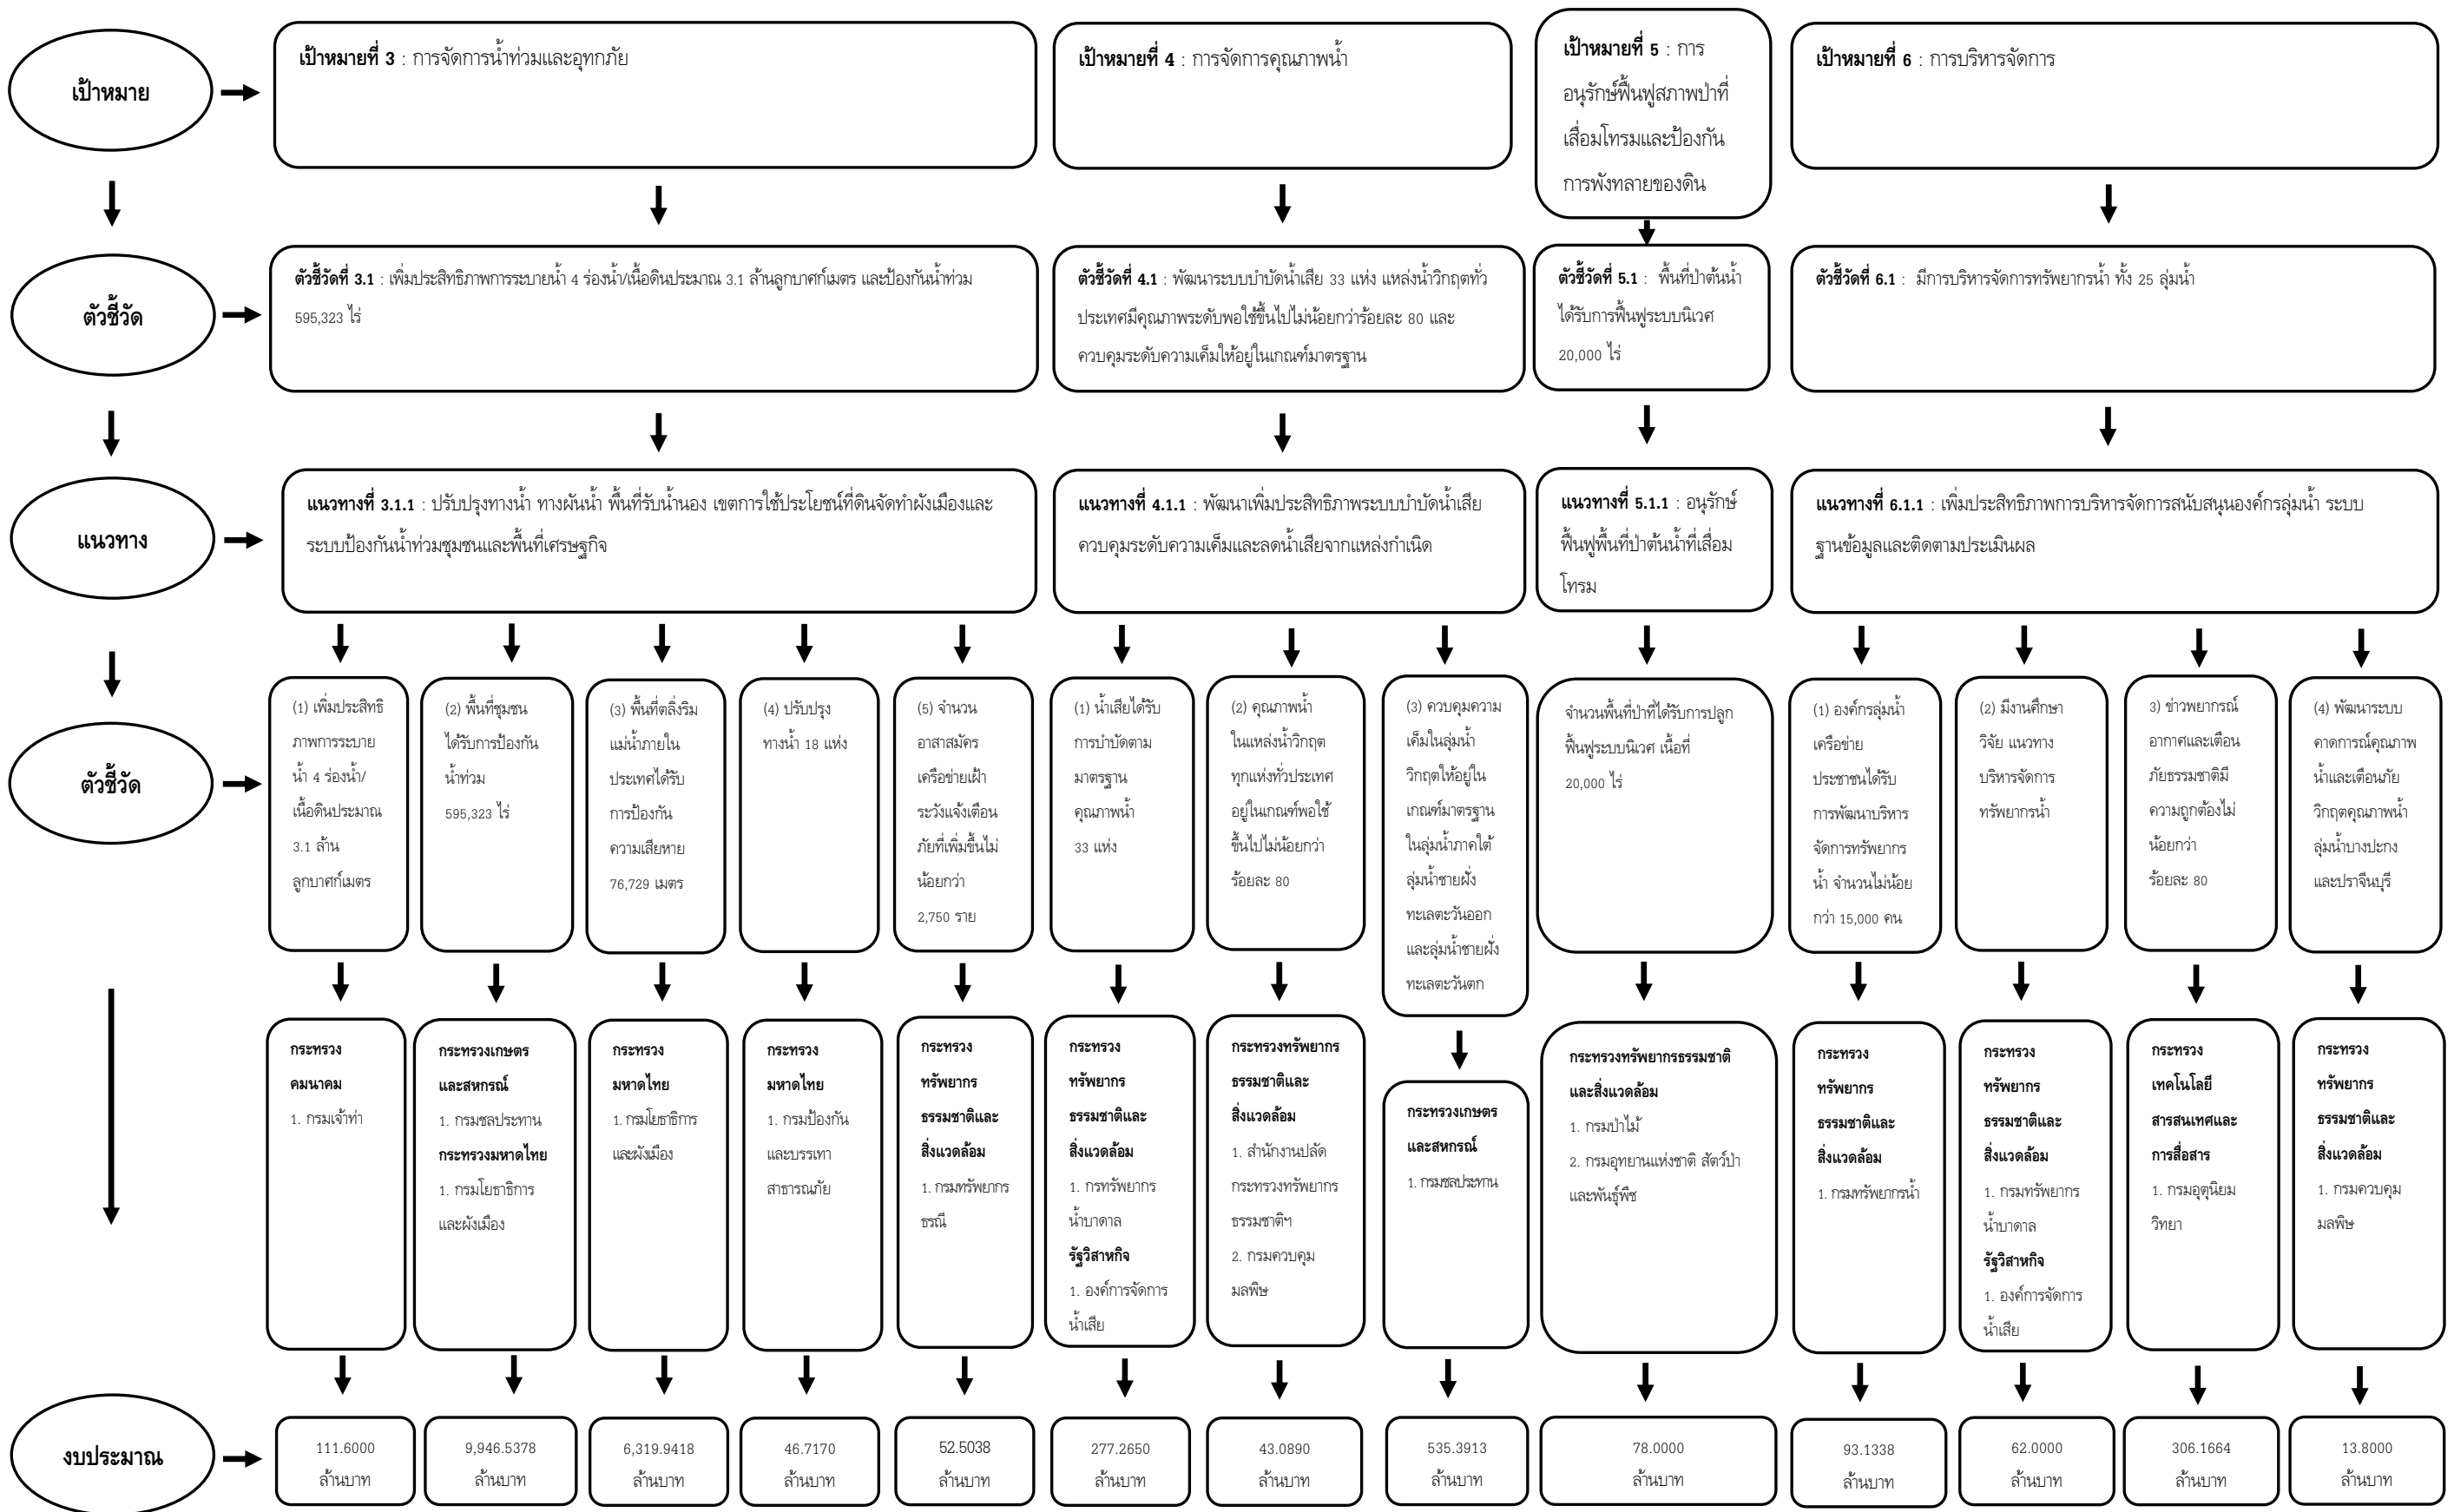 เป้าหมาย
เป้าหมายที่ 3 : การจัดการน้ำท่วมและอุทกภัย
เป้าหมายที่ 4 : การจัดการคุณภาพน้ำ
เป้าหมายที่ 5 : การ
อนุรักษ์ฟื้นฟูสภาพป่าที่
เสื่อมโทรมและป้องกัน
การพังทลายของดิน
เป้าหมายที่ 6 : การบริหารจัดการ
ตัวชี้วัด
ตัวชี้วัดที่ 3.1 : เพิ่มประสิทธิภาพการระบายน้ำ 4 ร่องน้ำ/เนื้อดินประมาณ 3.1 ล้านลูกบาศก์เมตร และป้องกันน้ำท่วม
595,323 ไร่
ตัวชี้วัดที่ 4.1 : พัฒนาระบบบำบัดน้ำเสีย 33 แห่ง แหล่งน้ำวิกฤตทั่ว
ประเทศมีคุณภาพระดับพอใช้ขึ้นไปไม่น้อยกว่าร้อยละ 80 และ
ควบคุมระดับความเค็มให้อยู่ในเกณฑ์มาตรฐาน
ตัวชี้วัดที่ 5.1 : พื้นที่ป่าต้นน้ำ
ได้รับการฟื้นฟูระบบนิเวศ
20,000 ไร่
ตัวชี้วัดที่ 6.1 : มีการบริหารจัดการทรัพยากรน้ำ ทั้ง 25 ลุ่มน้ำ
แนวทาง
แนวทางที่ 3.1.1 : ปรับปรุงทางน้ำ ทางผันน้ำ พื้นที่รับน้ำนอง เขตการใช้ประโยชน์ที่ดินจัดทำผังเมืองและ
ระบบป้องกันน้ำท่วมชุมชนและพื้นที่เศรษฐกิจ
แนวทางที่ 4.1.1 : พัฒนาเพิ่มประสิทธิภาพระบบบำบัดน้ำเสีย
ควบคุมระดับความเค็มและลดน้ำเสียจากแหล่งกำเนิด
แนวทางที่ 5.1.1 : อนุรักษ์
ฟื้นฟูพื้นที่ป่าต้นน้ำที่เสื่อม
โทรม
แนวทางที่ 6.1.1 : เพิ่มประสิทธิภาพการบริหารจัดการสนับสนุนองค์กรลุ่มน้ำ ระบบ
ฐานข้อมูลและติดตามประเมินผล
ตัวชี้วัด
(1) เพิ่มประสิทธิ
ภาพการระบาย
น้ำ 4 ร่องน้ำ/
เนื้อดินประมาณ
3.1 ล้าน
ลูกบาศก์เมตร
(2) พื้นที่ชุมชน
ได้รับการป้องกัน
น้ำท่วม
595,323 ไร่
(3) พื้นที่ตลิ่งริม
แม่น้ำภายใน
ประเทศได้รับ
การป้องกัน
ความเสียหาย
76,729 เมตร
(4) ปรับปรุง
ทางน้ำ 18 แห่ง
(5) จำนวน
อาสาสมัคร
เครือข่ายเฝ้า
ระวังแจ้งเตือน
ภัยที่เพิ่มขึ้นไม่
น้อยกว่า
2,750 ราย
(1) น้ำเสียได้รับ
การบำบัดตาม
มาตรฐาน
คุณภาพน้ำ
33 แห่ง
(2) คุณภาพน้ำ
ในแหล่งน้ำวิกฤต
ทุกแห่งทั่วประเทศ
อยู่ในเกณฑ์พอใช้
ขึ้นไปไม่น้อยกว่า
ร้อยละ 80
(3) ควบคุมความ
เค็มในลุ่มน้ำ
วิกฤตให้อยู่ใน
เกณฑ์มาตรฐาน
ในลุ่มน้ำภาคใต้
ลุ่มน้ำชายฝั่ง
ทะเลตะวันออก
และลุ่มน้ำชายฝั่ง
ทะเลตะวันตก
จำนวนพื้นที่ป่าที่ได้รับการปลูก
ฟื้นฟูระบบนิเวศ เนื้อที่
20,000 ไร่
(1) องค์กรลุ่มน้ำ
เครือข่าย
ประชาชนได้รับ
การพัฒนาบริหาร
จัดการทรัพยากร
น้ำ จำนวนไม่น้อย
กว่า 15,000 คน
(2) มีงานศึกษา
วิจัย แนวทาง
บริหารจัดการ
ทรัพยากรน้ำ
3) ข่าวพยากรณ์
อากาศและเตือน
ภัยธรรมชาติมี
ความถูกต้องไม่
น้อยกว่า
ร้อยละ 80
(4) พัฒนาระบบ
คาดการณ์คุณภาพ
น้ำและเตือนภัย
วิกฤตคุณภาพน้ำ
ลุ่มน้ำบางปะกง
และปราจีนบุรี
กระทรวง
คมนาคม
1. กรมเจ้าท่า
กระทรวงเกษตร
และสหกรณ์
1. กรมชลประทาน
กระทรวงมหาดไทย
1. กรมโยธาธิการ
และผังเมือง
กระทรวง
มหาดไทย
1. กรมโยธาธิการ
และผังเมือง
กระทรวง
มหาดไทย
1. กรมป้องกัน
และบรรเทา
สาธารณภัย
กระทรวง
ทรัพยากร
ธรรมชาติและ
สิ่งแวดล้อม
1. กรมทรัพยากร
ธรณี
กระทรวง
ทรัพยากร
ธรรมชาติและ
สิ่งแวดล้อม
1. กรทรัพยากร
น้ำบาดาล
รัฐวิสาหกิจ
1. องค์การจัดการ
น้ำเสีย
กระทรวงทรัพยากร
ธรรมชาติและ
สิ่งแวดล้อม
1. สำนักงานปลัด
กระทรวงทรัพยากร
ธรรมชาติฯ
2. กรมควบคุม
มลพิษ
กระทรวงเกษตร
และสหกรณ์
1. กรมชลประทาน
กระทรวงทรัพยากรธรรมชาติ
และสิ่งแวดล้อม
1. กรมป่าไม้
2. กรมอุทยานแห่งชาติ สัตว์ป่า
และพันธุ์พืช
กระทรวง
ทรัพยากร
ธรรมชาติและ
สิ่งแวดล้อม
1. กรมทรัพยากรน้ำ
กระทรวง
ทรัพยากร
ธรรมชาติและ
สิ่งแวดล้อม
1. กรมทรัพยากร
น้ำบาดาล
รัฐวิสาหกิจ
1. องค์การจัดการ
น้ำเสีย
กระทรวง
เทคโนโลยี
สารสนเทศและ
การสื่อสาร
1. กรมอุตุนิยม
วิทยา
กระทรวง
ทรัพยากร
ธรรมชาติและ
สิ่งแวดล้อม
1. กรมควบคุม
มลพิษ
งบประมาณ
111.6000
ล้านบาท
9,946.5378
ล้านบาท
6,319.9418
ล้านบาท
46.7170
ล้านบาท
52.5038
ล้านบาท
277.2650
ล้านบาท
43.0890
ล้านบาท
535.3913
ล้านบาท
78.0000
ล้านบาท
93.1338
ล้านบาท
62.0000
ล้านบาท
306.1664
ล้านบาท
13.8000
ล้านบาท